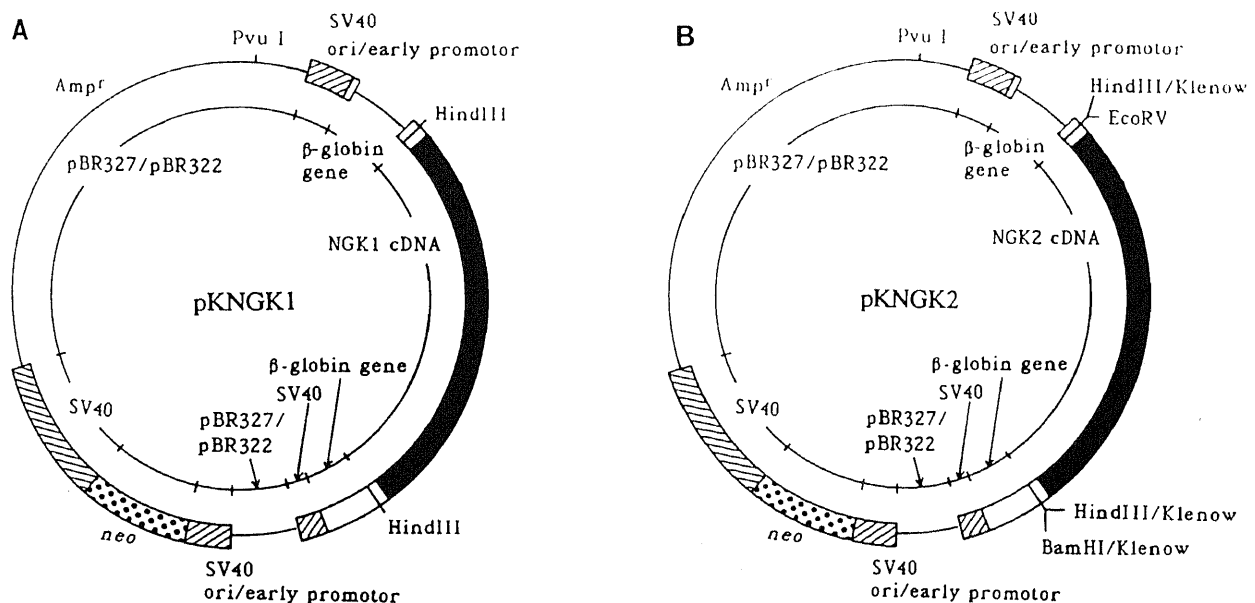 A
SV40
ori/early promotor
Pvu I
Ampʳ
HindIII
pBR327/pBR322
β-globin
gene
NGK1 cDNA
pKNGK1
β-globin gene
SV40
SV40
pBR327/
pBR322
HindIII
neo
SV40
ori/early promotor
B
SV40
ori/early promotor
Pvu I
Ampʳ
HindIII/Klenow
EcoRV
pBR327/pBR322
β-globin
gene
NGK2 cDNA
pKNGK2
β-globin gene
SV40
SV40
pBR327/
pBR322
HindIII/Klenow
BamHI/Klenow
neo
SV40
ori/early promotor